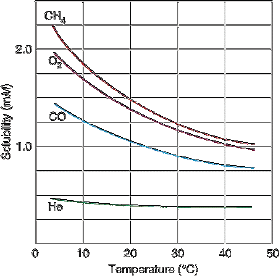 CH₄
2.0
O₂
CO
Solubility (mM)
1.0
He
0 10 20 30 40 50
Temperature (°C)